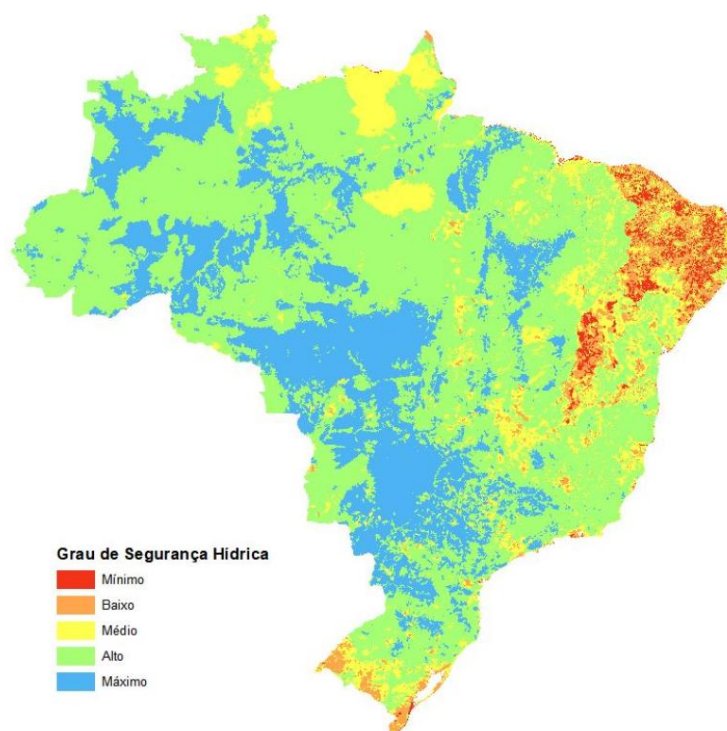 Grau de Segurança Hídrica
Mínimo
Baixo
Médio
Alto
Máximo